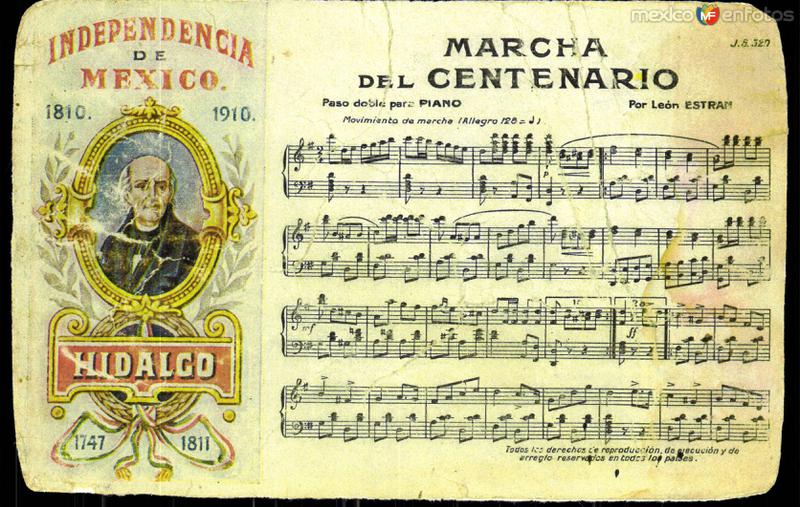 mexicoenfotos
INDEPENDENCIA
DE
MEXICO.
1810. 1910.
HIDALGO
1747 1811
MARCHA
DEL CENTENARIO
Paso doble para PIANO
Por León ESTRAN
Movimiento de marcha (Allegro 126 = ♩)
p
mf
ff
Todos los derechos de reproducción, de ejecución y de
arreglo reservados en todos los países.